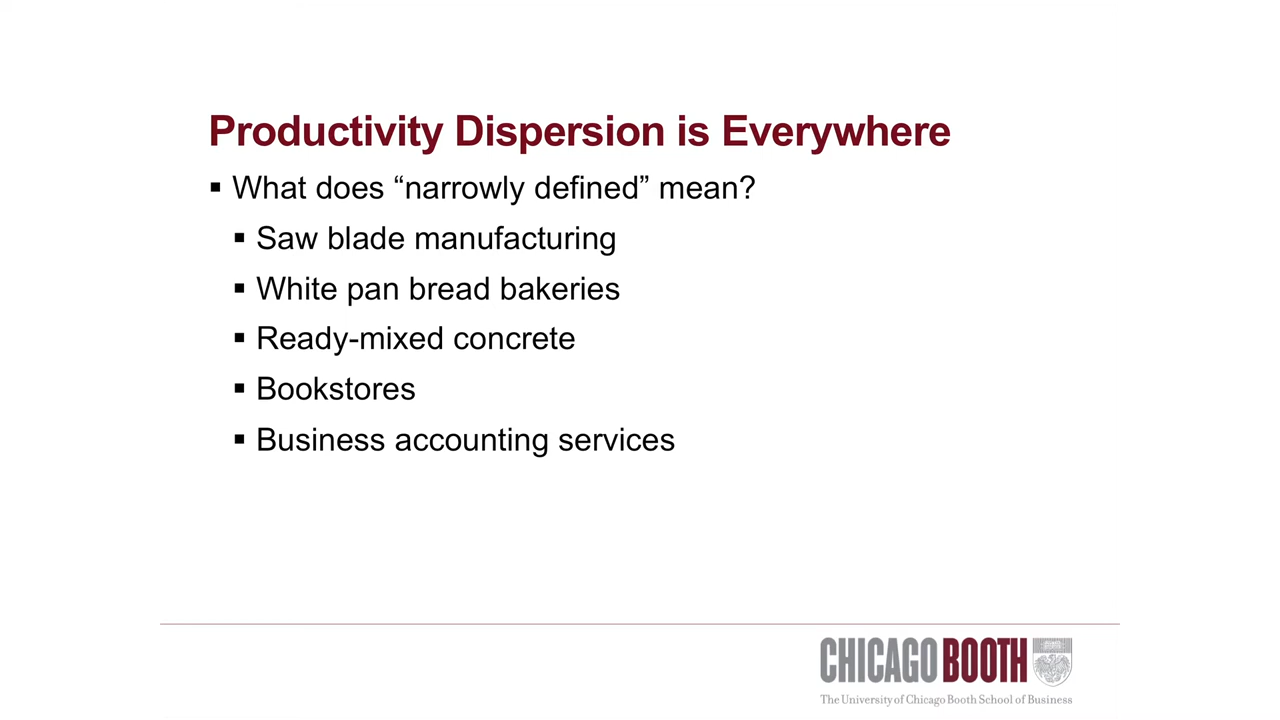 Productivity Dispersion is Everywhere
▪ What does “narrowly defined” mean?
▪ Saw blade manufacturing
▪ White pan bread bakeries
▪ Ready-mixed concrete
▪ Bookstores
▪ Business accounting services
CHICAGO BOOTH
The University of Chicago Booth School of Business